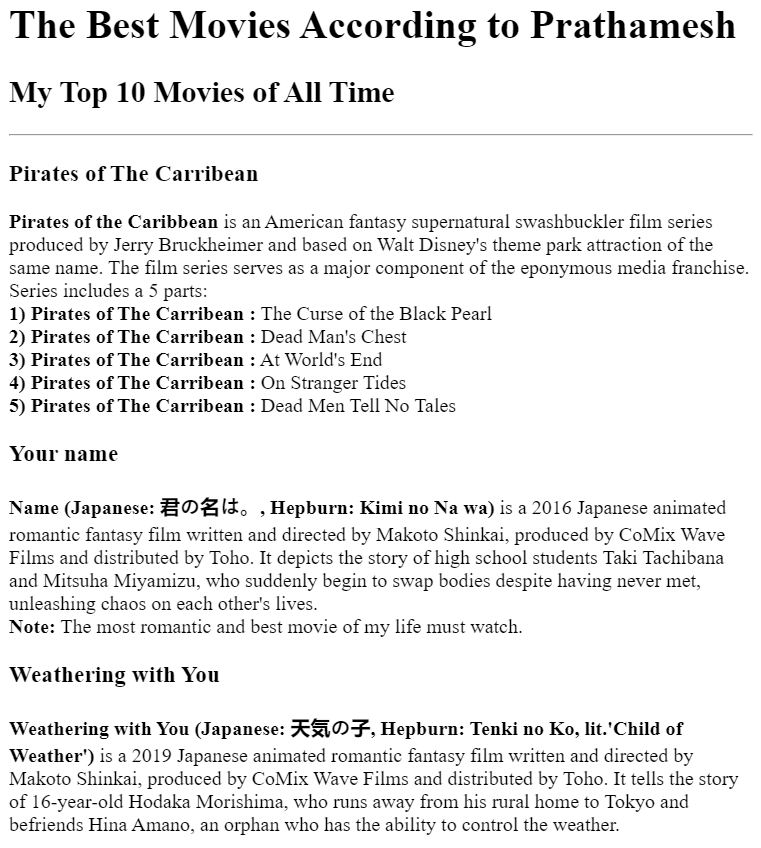 The Best Movies According to Prathamesh
My Top 10 Movies of All Time
Pirates of The Carribean
Pirates of the Caribbean is an American fantasy supernatural swashbuckler film series
produced by Jerry Bruckheimer and based on Walt Disney's theme park attraction of the
same name. The film series serves as a major component of the eponymous media franchise.
Series includes a 5 parts:
1) Pirates of The Carribean : The Curse of the Black Pearl
2) Pirates of The Carribean : Dead Man's Chest
3) Pirates of The Carribean : At World's End
4) Pirates of The Carribean : On Stranger Tides
5) Pirates of The Carribean : Dead Men Tell No Tales
Your name
Name (Japanese: 君の名は。, Hepburn: Kimi no Na wa) is a 2016 Japanese animated
romantic fantasy film written and directed by Makoto Shinkai, produced by CoMix Wave
Films and distributed by Toho. It depicts the story of high school students Taki Tachibana
and Mitsuha Miyamizu, who suddenly begin to swap bodies despite having never met,
unleashing chaos on each other's lives.
Note: The most romantic and best movie of my life must watch.
Weathering with You
Weathering with You (Japanese: 天気の子, Hepburn: Tenki no Ko, lit.'Child of
Weather') is a 2019 Japanese animated romantic fantasy film written and directed by
Makoto Shinkai, produced by CoMix Wave Films and distributed by Toho. It tells the story
of 16-year-old Hodaka Morishima, who runs away from his rural home to Tokyo and
befriends Hina Amano, an orphan who has the ability to control the weather.